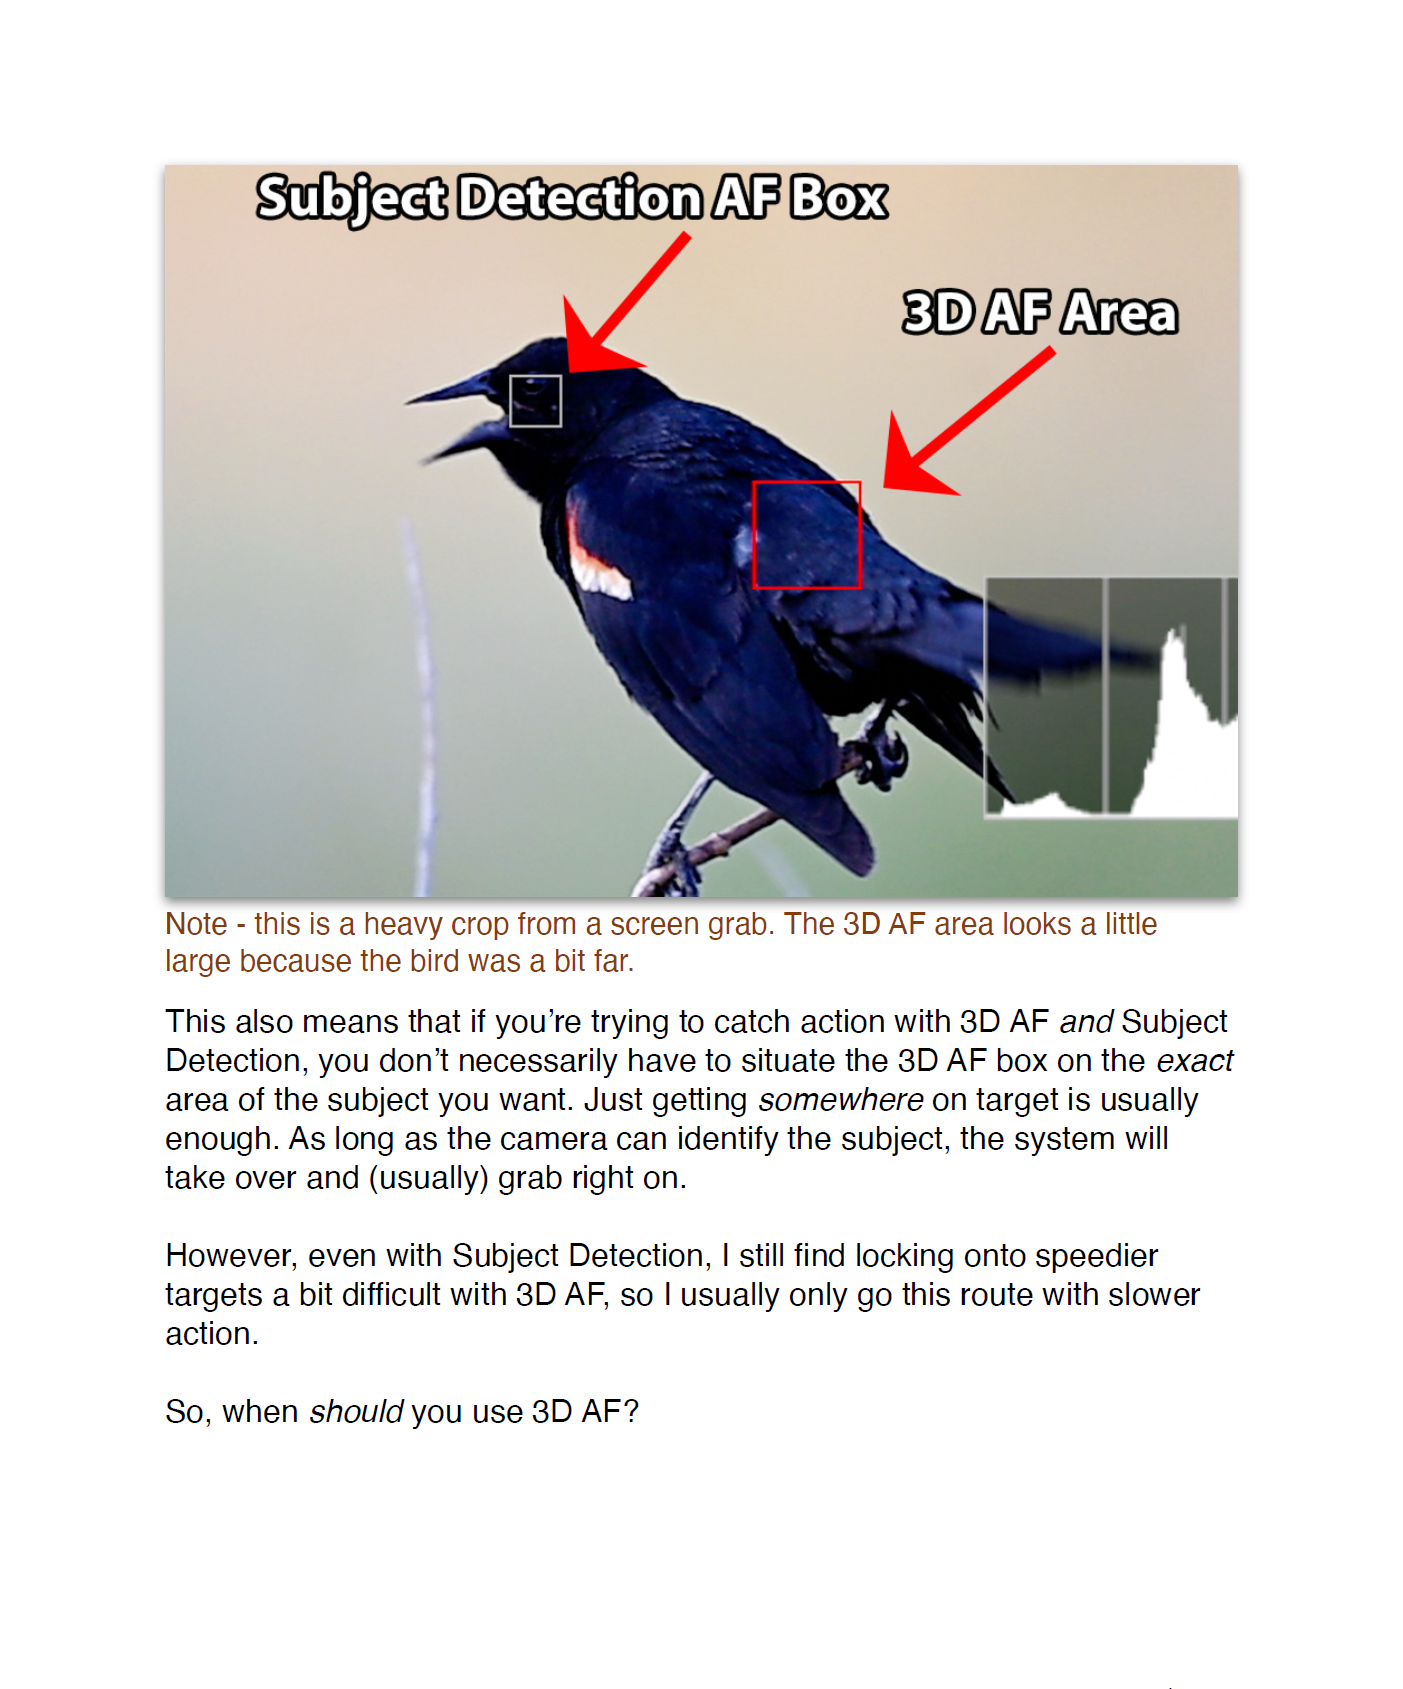 Subject Detection AF Box
3D AF Area
Note - this is a heavy crop from a screen grab. The 3D AF area looks a little
large because the bird was a bit far.
This also means that if you’re trying to catch action with 3D AF and Subject
Detection, you don’t necessarily have to situate the 3D AF box on the exact
area of the subject you want. Just getting somewhere on target is usually
enough. As long as the camera can identify the subject, the system will
take over and (usually) grab right on.
However, even with Subject Detection, I still find locking onto speedier
targets a bit difficult with 3D AF, so I usually only go this route with slower
action.
So, when should you use 3D AF?